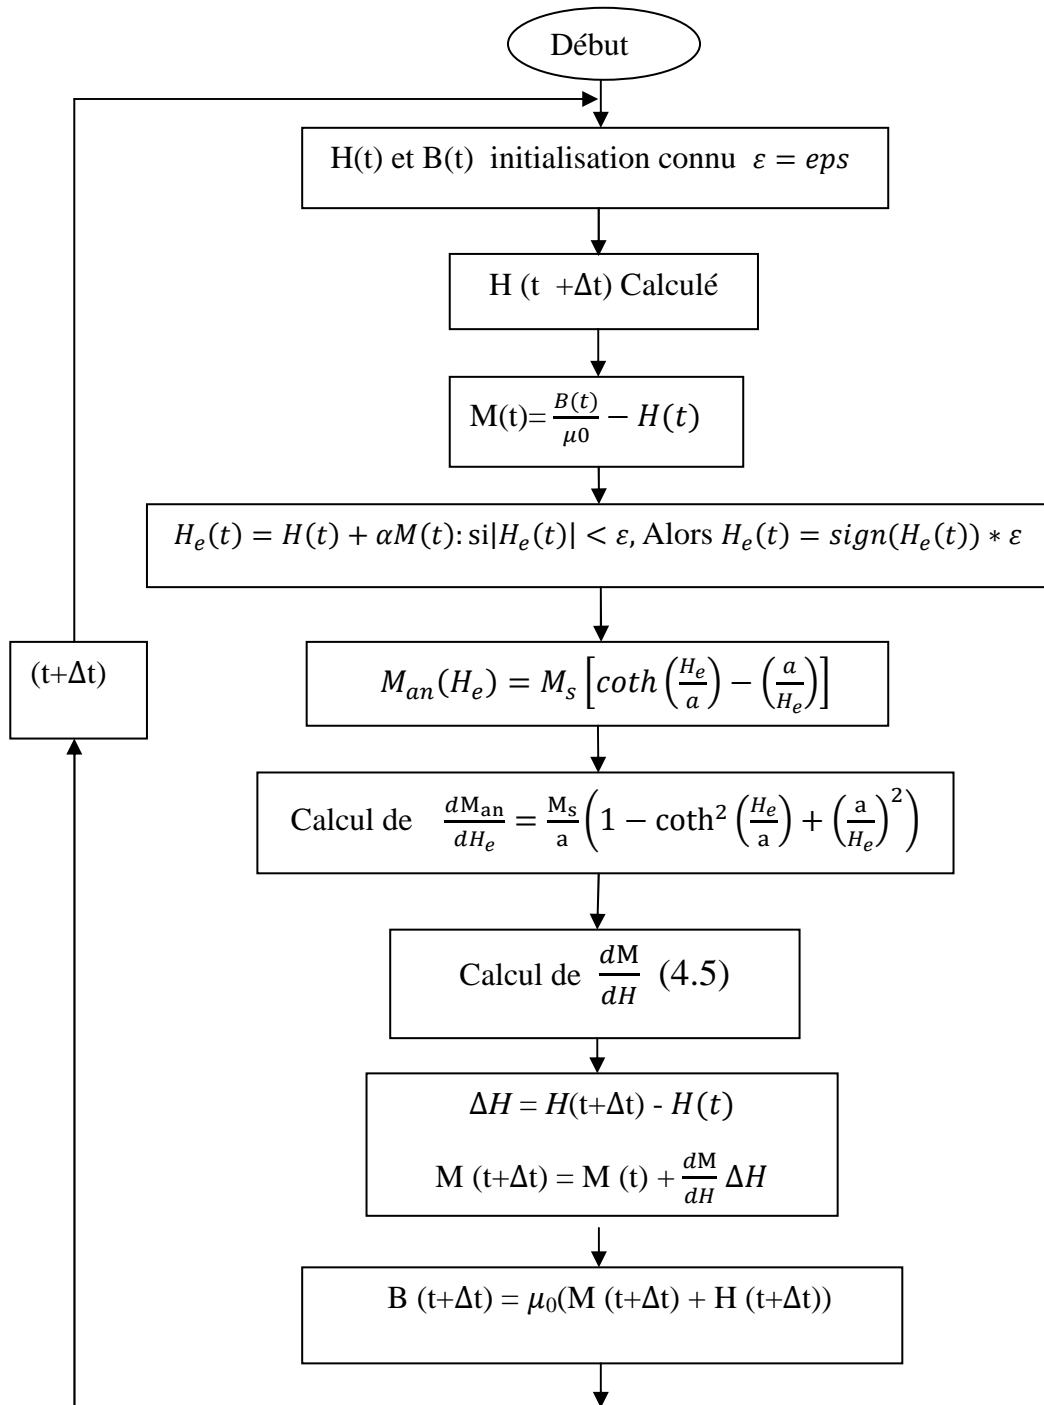 Début
H(t) et B(t) initialisation connu ε = eps
H (t +Δt) Calculé
M(t)= B(t)/μ0 − H(t)
H_e(t) = H(t) + αM(t): si|H_e(t)| < ε, Alors H_e(t) = sign(H_e(t)) * ε
(t+Δt)
M_an(H_e) = M_s [coth (H_e/a) − (a/H_e)]
Calcul de dM_an/dH_e = M_s/a (1 − coth² (H_e/a) + (a/H_e)²)
Calcul de dM/dH (4.5)
ΔH = H(t+Δt) - H(t)
M (t+Δt) = M (t) + dM/dH ΔH
B (t+Δt) = μ₀(M (t+Δt) + H (t+Δt))